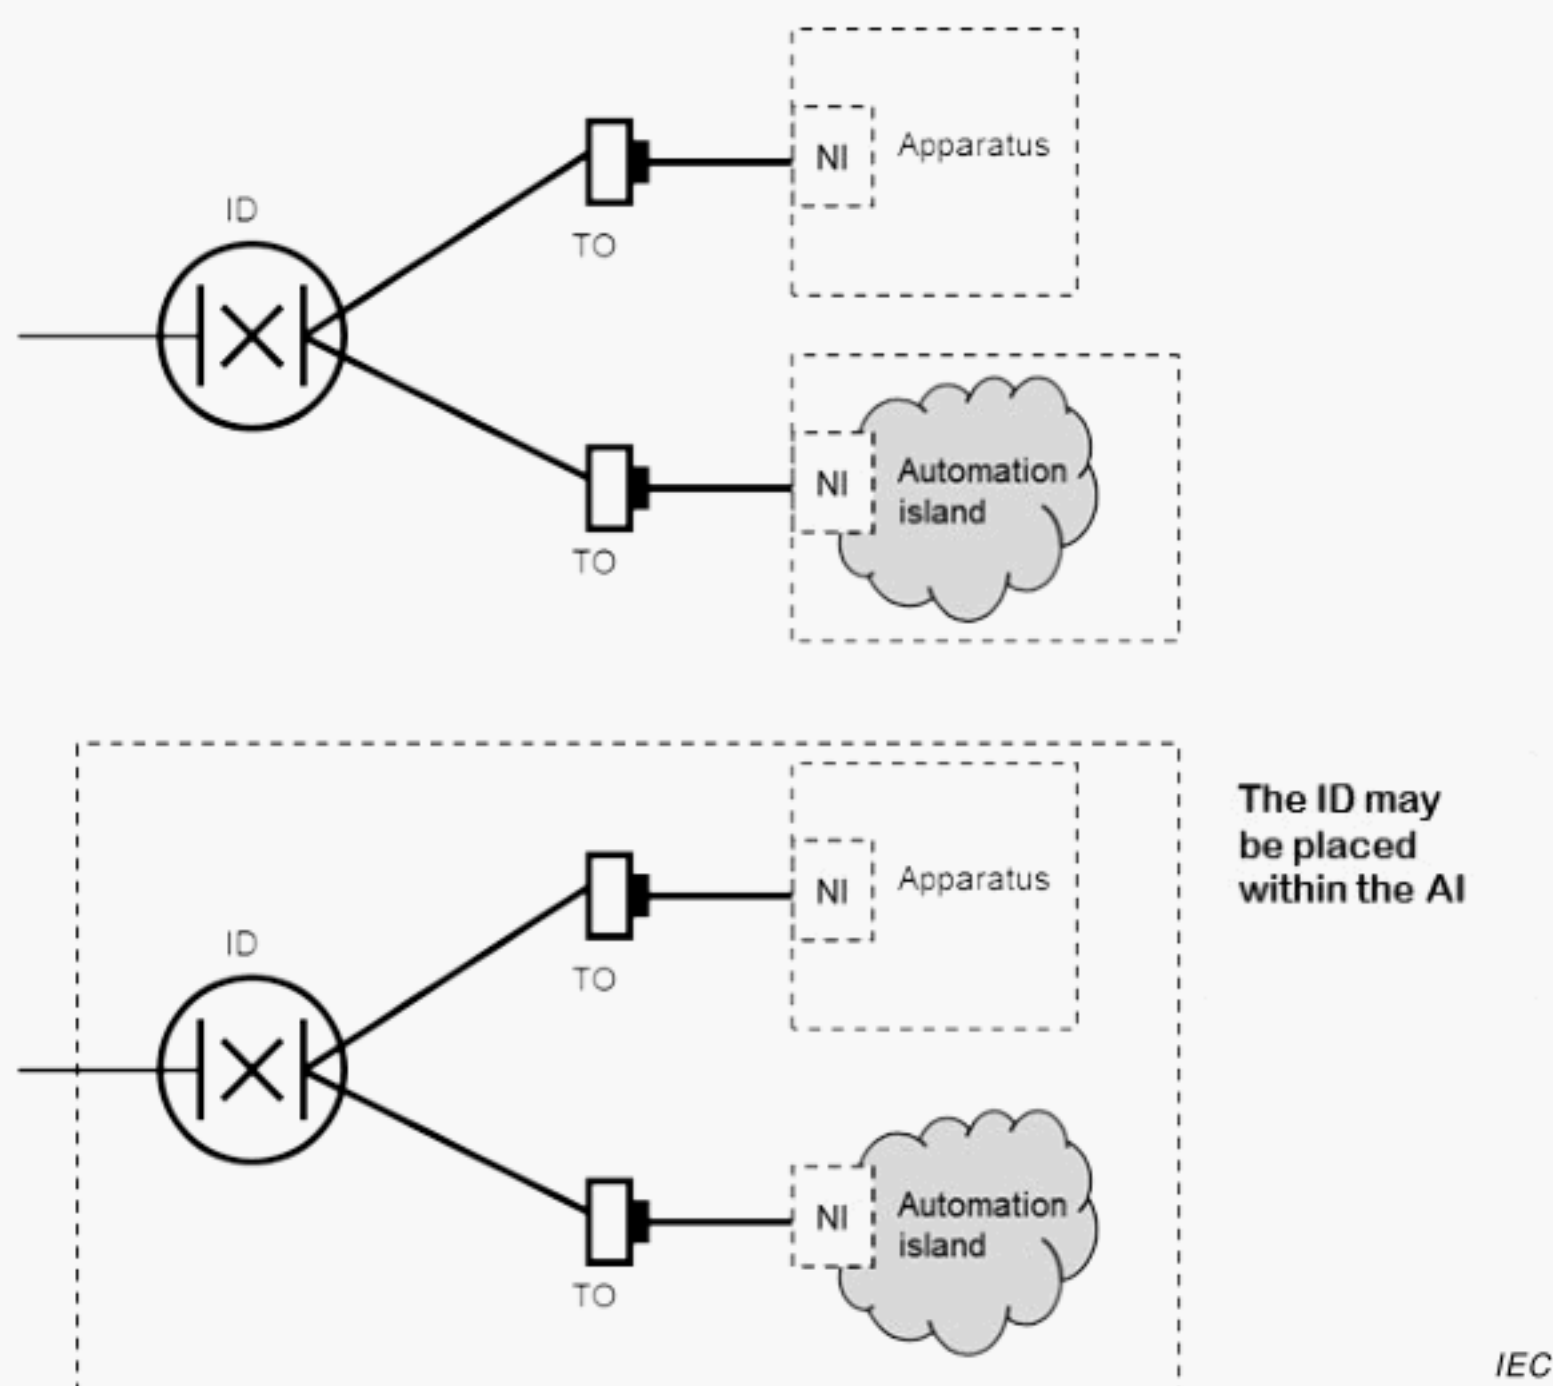 ID
TO
NI
Apparatus
TO
NI
Automation
island
The ID may
be placed
within the AI
ID
TO
NI
Apparatus
TO
NI
Automation
island
IEC